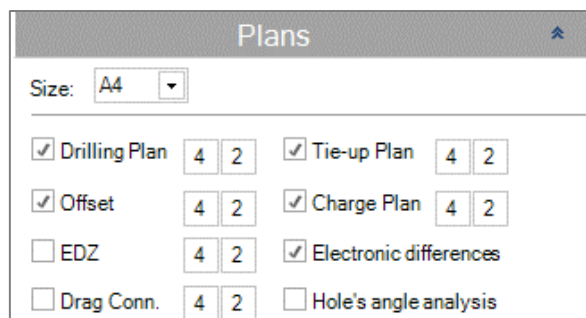 Plans
Size: A4
Drilling Plan 4 2 Tie-up Plan 4 2
Offset 4 2 Charge Plan 4 2
EDZ 4 2 Electronic differences
Drag Conn. 4 2 Hole's angle analysis